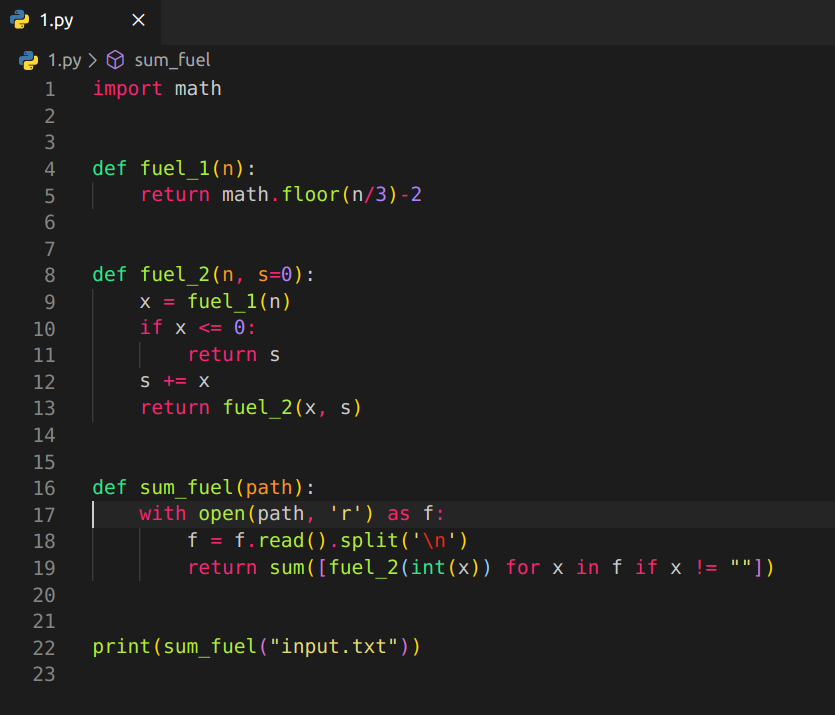 1.py ×
1.py > sum_fuel
1 import math
2
3
4 def fuel_1(n):
5     return math.floor(n/3)-2
6
7
8 def fuel_2(n, s=0):
9     x = fuel_1(n)
10     if x <= 0:
11         return s
12     s += x
13     return fuel_2(x, s)
14
15
16 def sum_fuel(path):
17     with open(path, 'r') as f:
18         f = f.read().split('\n')
19         return sum([fuel_2(int(x)) for x in f if x != ""])
20
21
22 print(sum_fuel("input.txt"))
23